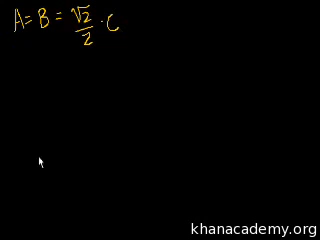 A = B = √2/2 · C
khanacademy.org